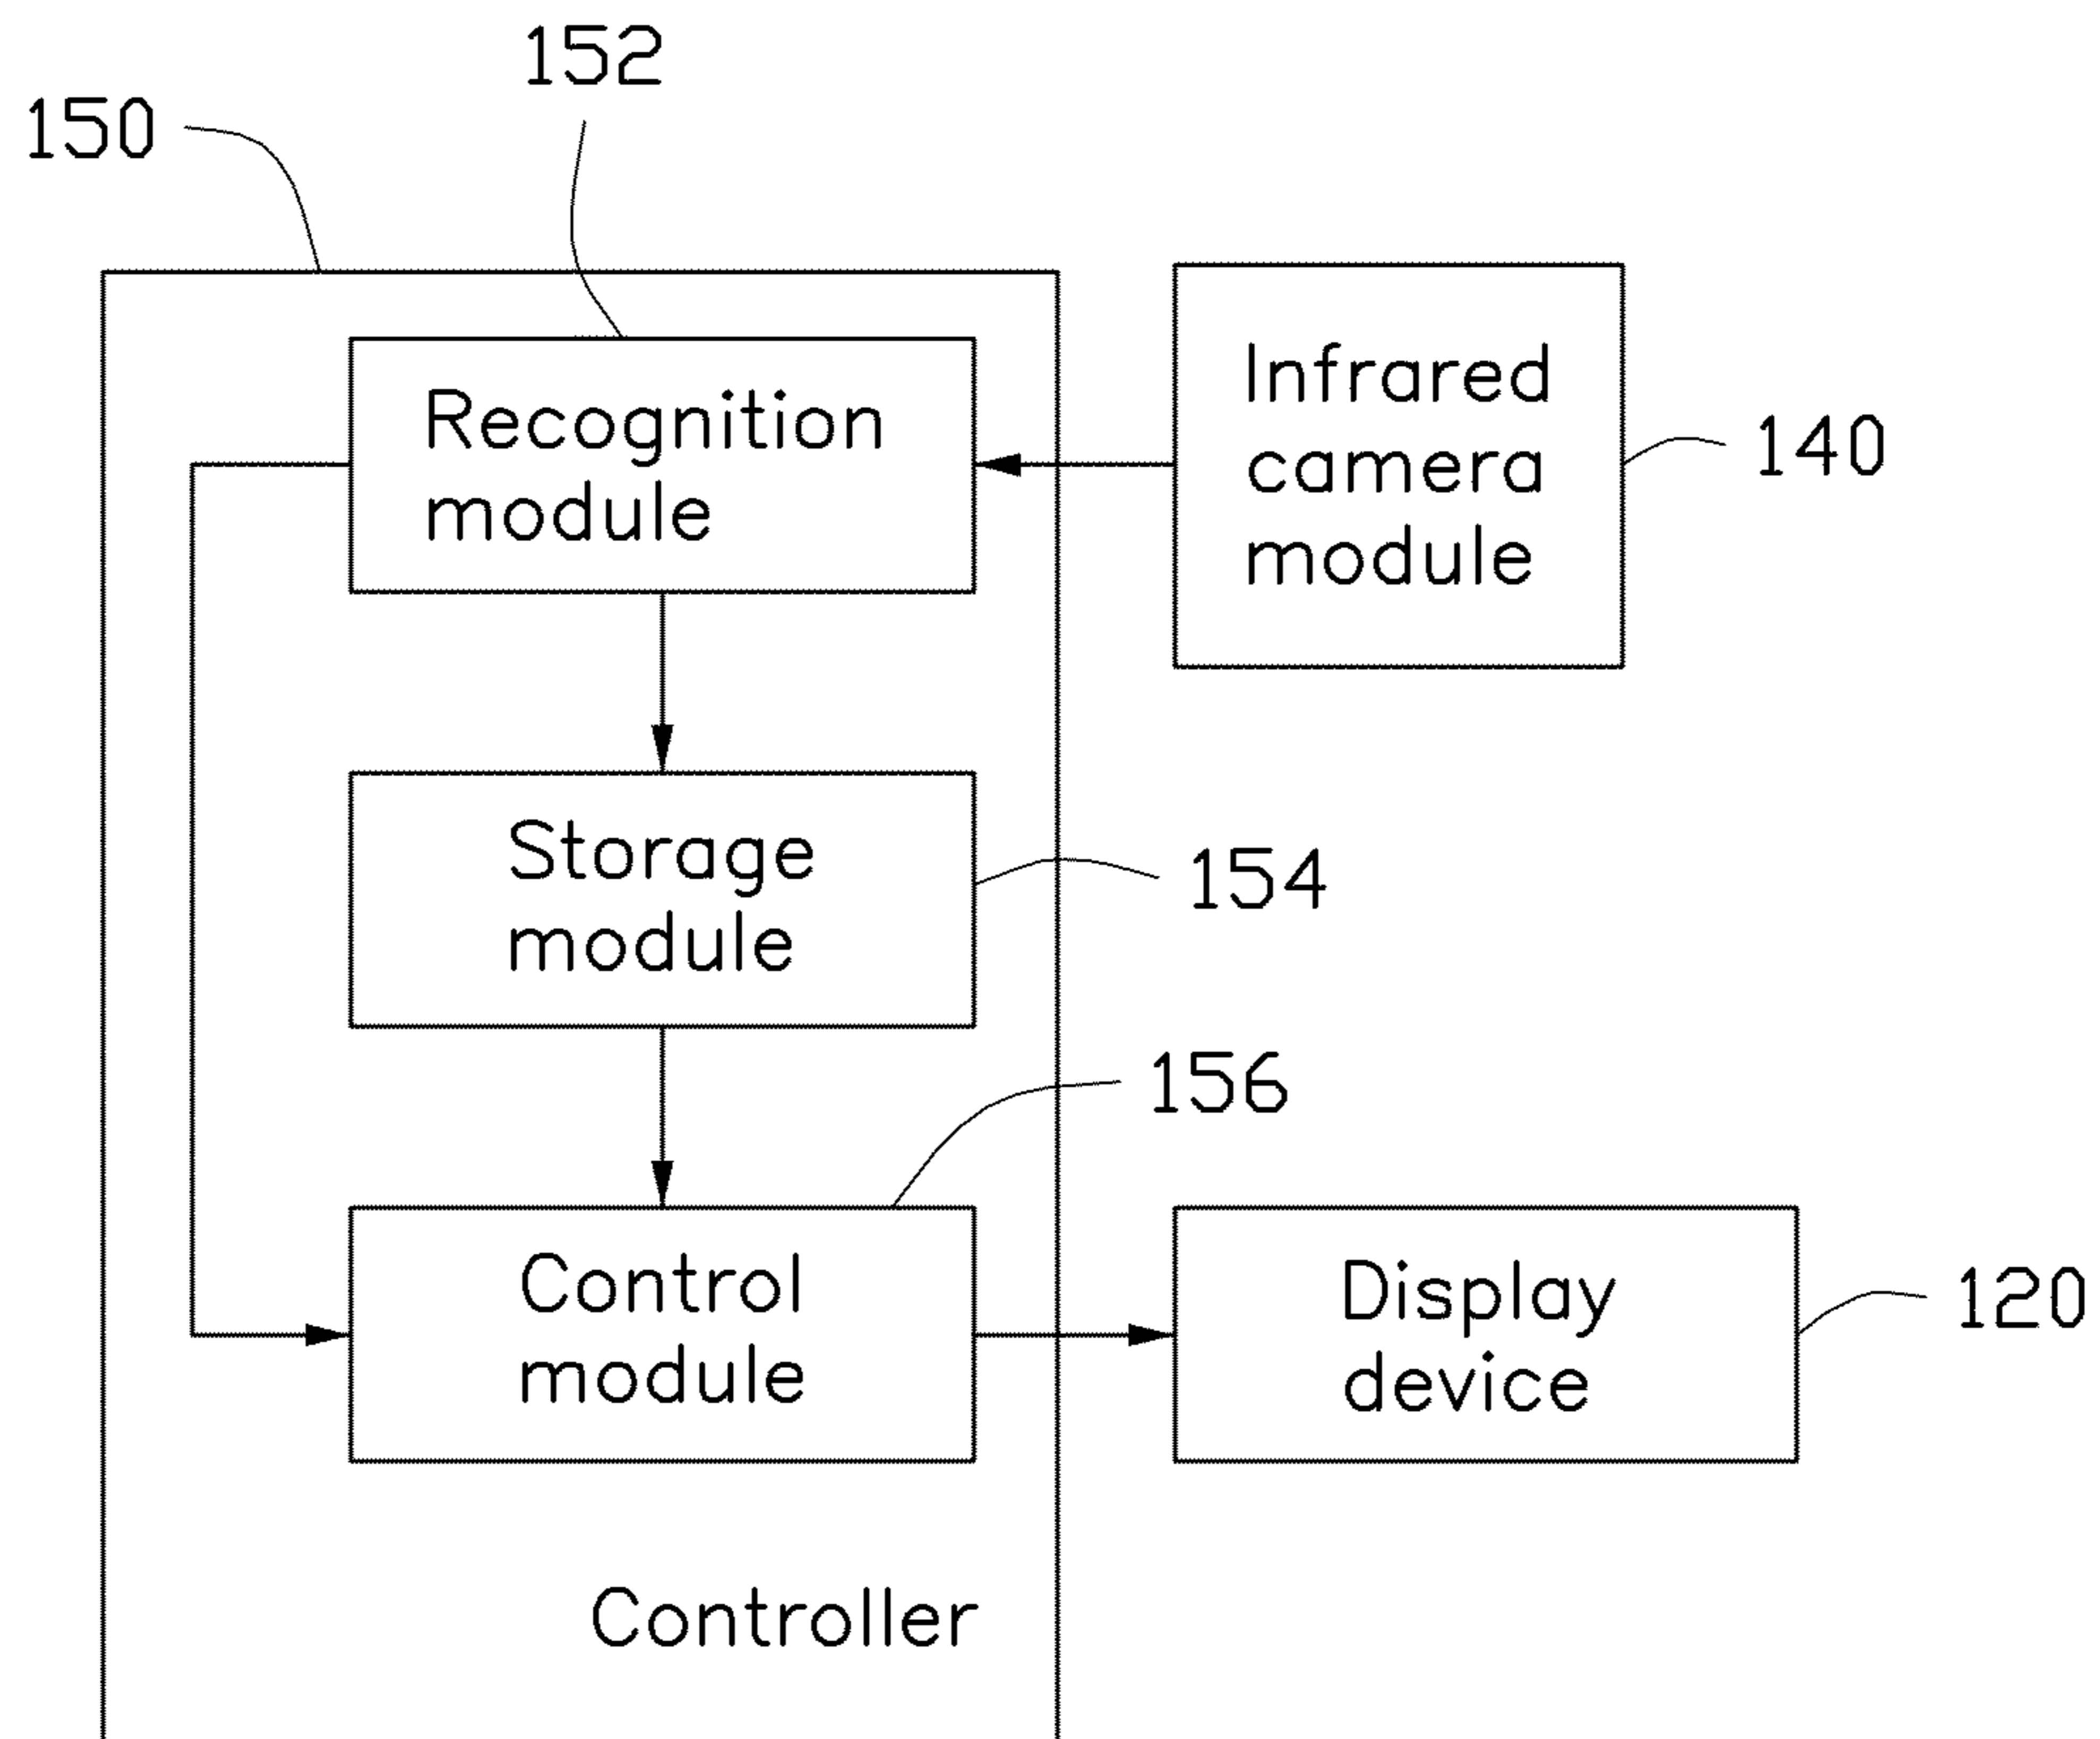 152
150
Recognition
module
Infrared
camera
module
140
Storage
module
154
156
Control
module
Display
device
120
Controller